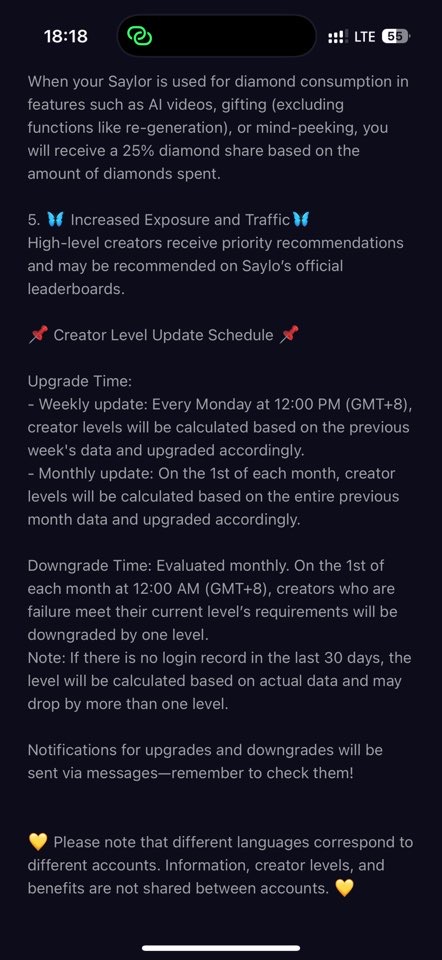 18:18 LTE 55
When your Saylor is used for diamond consumption in
features such as AI videos, gifting (excluding
functions like re-generation), or mind-peeking, you
will receive a 25% diamond share based on the
amount of diamonds spent.
5. 🦋 Increased Exposure and Traffic🦋
High-level creators receive priority recommendations
and may be recommended on Saylo’s official
leaderboards.
📌 Creator Level Update Schedule 📌
Upgrade Time:
- Weekly update: Every Monday at 12:00 PM (GMT+8),
creator levels will be calculated based on the previous
week's data and upgraded accordingly.
- Monthly update: On the 1st of each month, creator
levels will be calculated based on the entire previous
month data and upgraded accordingly.
Downgrade Time: Evaluated monthly. On the 1st of
each month at 12:00 AM (GMT+8), creators who are
failure meet their current level’s requirements will be
downgraded by one level.
Note: If there is no login record in the last 30 days, the
level will be calculated based on actual data and may
drop by more than one level.
Notifications for upgrades and downgrades will be
sent via messages—remember to check them!
💛 Please note that different languages correspond to
different accounts. Information, creator levels, and
benefits are not shared between accounts. 💛